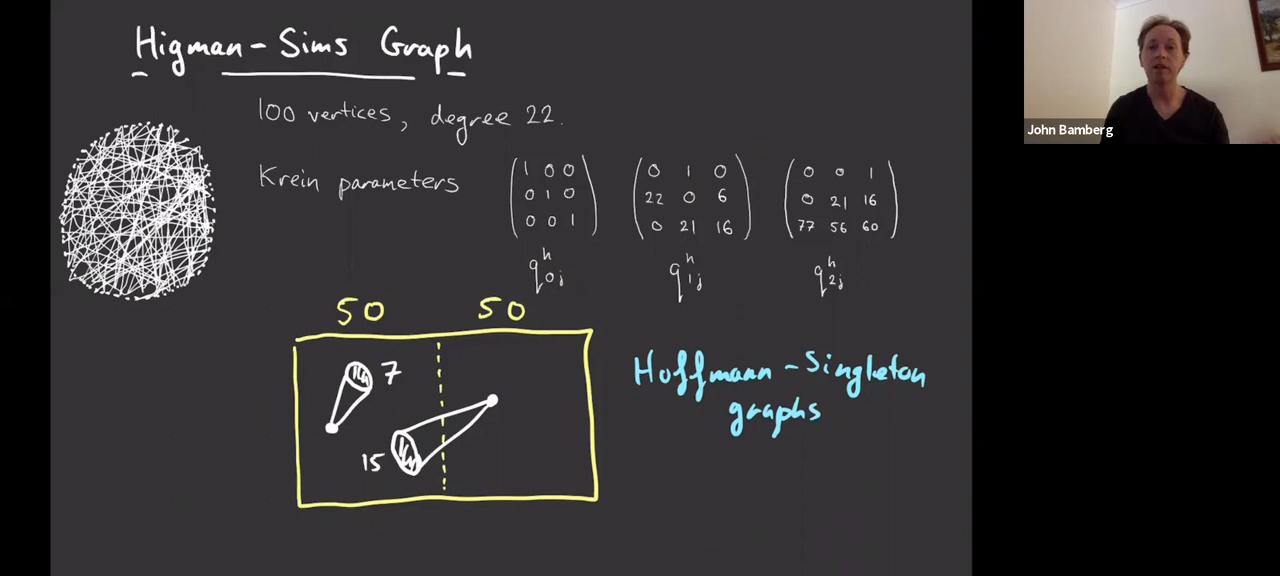 Higman-Sims Graph
100 vertices, degree 22.
Krein parameters
1 0 0
0 1 0
0 0 1
0 1 0
22 0 6
0 21 16
0 0 1
0 21 16
77 56 60
q^h_{0j} q^h_{1j} q^h_{2j}
50 50
7
15
Hoffmann-Singleton
graphs
John Bamberg